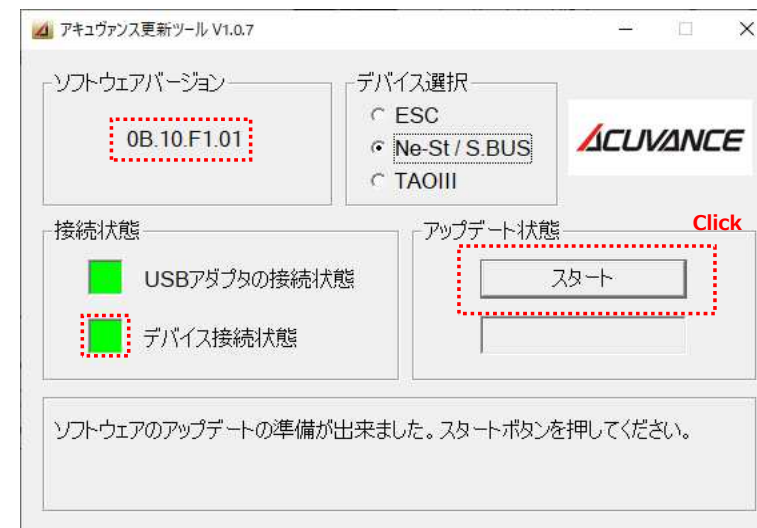 アキュヴァンス更新ツール V1.0.7
ソフトウェアバージョン
0B.10.F1.01
デバイス選択
ESC
Ne-St / S.BUS
TAOIII
ACUVANCE
接続状態
USBアダプタの接続状態
デバイス接続状態
アップデート状態
Click
スタート
ソフトウェアのアップデートの準備が出来ました。スタートボタンを押してください。